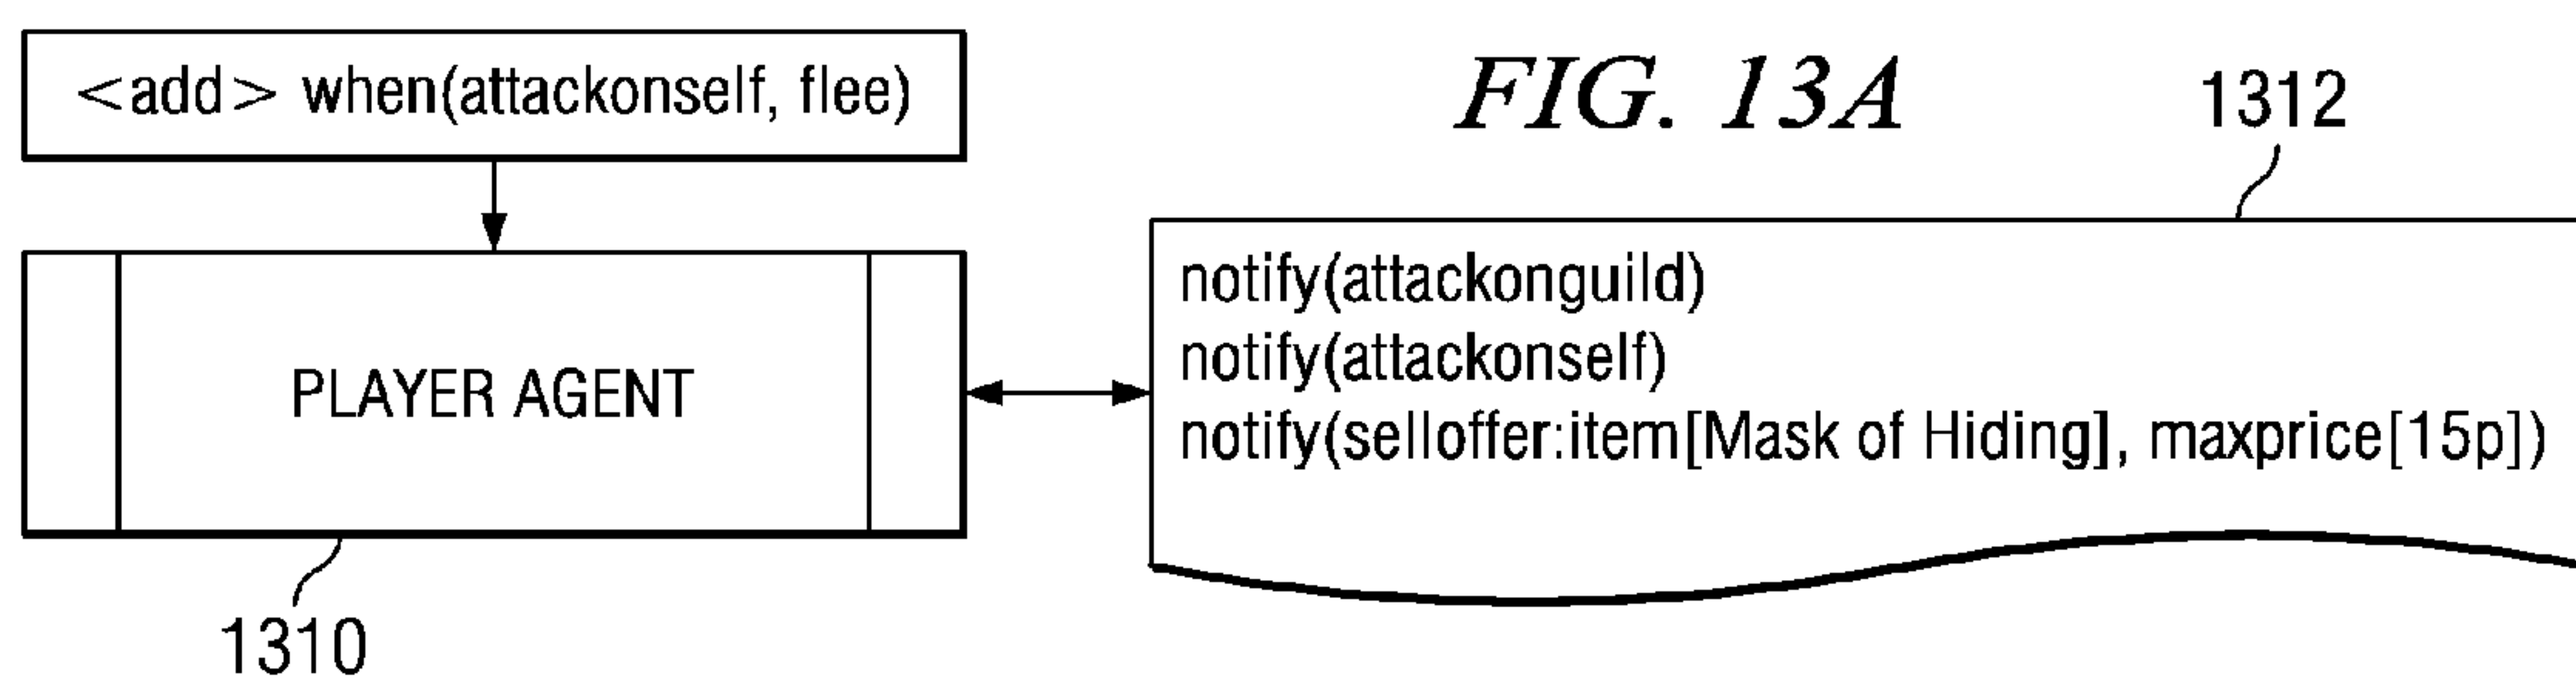 <add> when(attackonself, flee)
FIG. 13A
1312
notify(attackonguild)
notify(attackonself)
notify(selloffer:item[Mask of Hiding], maxprice[15p])
PLAYER AGENT
1310